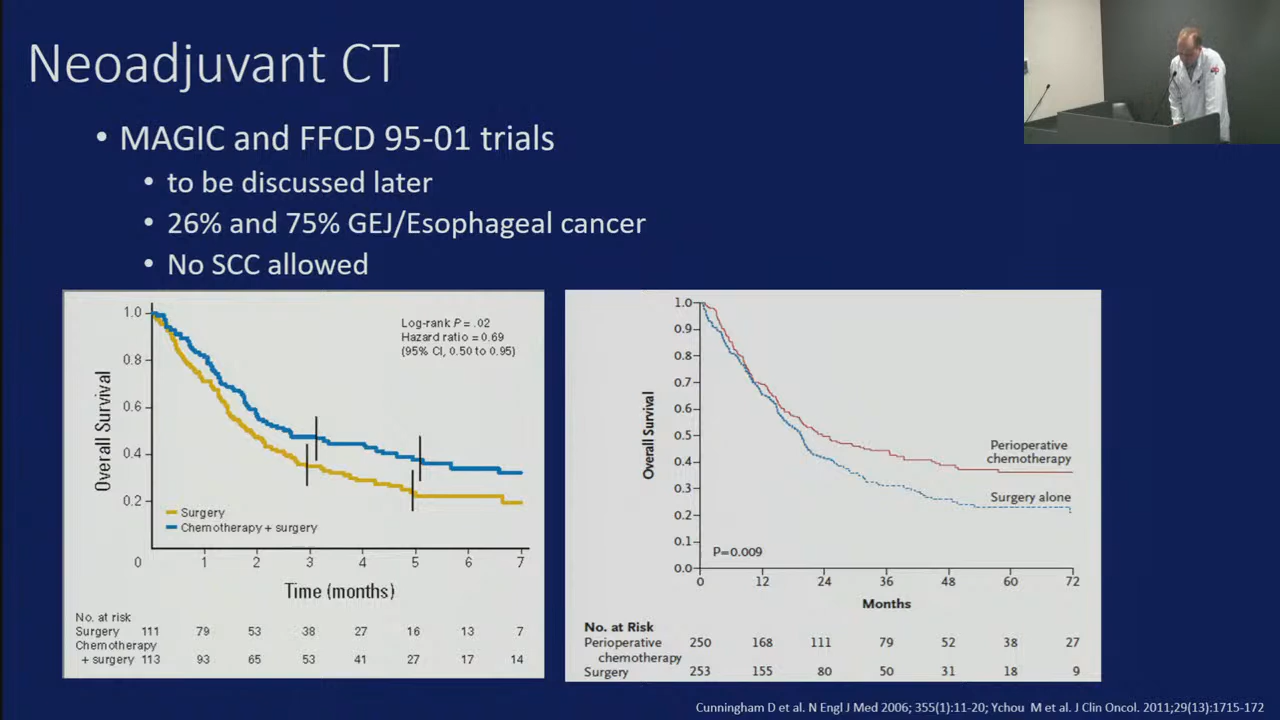 Neoadjuvant CT
• MAGIC and FFCD 95-01 trials
• to be discussed later
• 26% and 75% GEJ/Esophageal cancer
• No SCC allowed
1.0
0.8
0.6
0.4
0.2
Overall Survival
Log-rank P = .02
Hazard ratio = 0.69
(95% CI, 0.50 to 0.95)
Surgery
Chemotherapy + surgery
0 1 2 3 4 5 6 7
Time (months)
No. at risk
Surgery 111 79 53 38 27 16 13 7
Chemotherapy
+ surgery 113 93 65 53 41 27 17 14
1.0
0.9
0.8
0.7
0.6
0.5
0.4
0.3
0.2
0.1
0.0
Overall Survival
Perioperative
chemotherapy
Surgery alone
P=0.009
0 12 24 36 48 60 72
Months
No. at Risk
Perioperative 250 168 111 79 52 38 27
chemotherapy
Surgery 253 155 80 50 31 18 9
Cunningham D et al. N Engl J Med 2006; 355(1):11-20; Ychou M et al. J Clin Oncol. 2011;29(13):1715-172